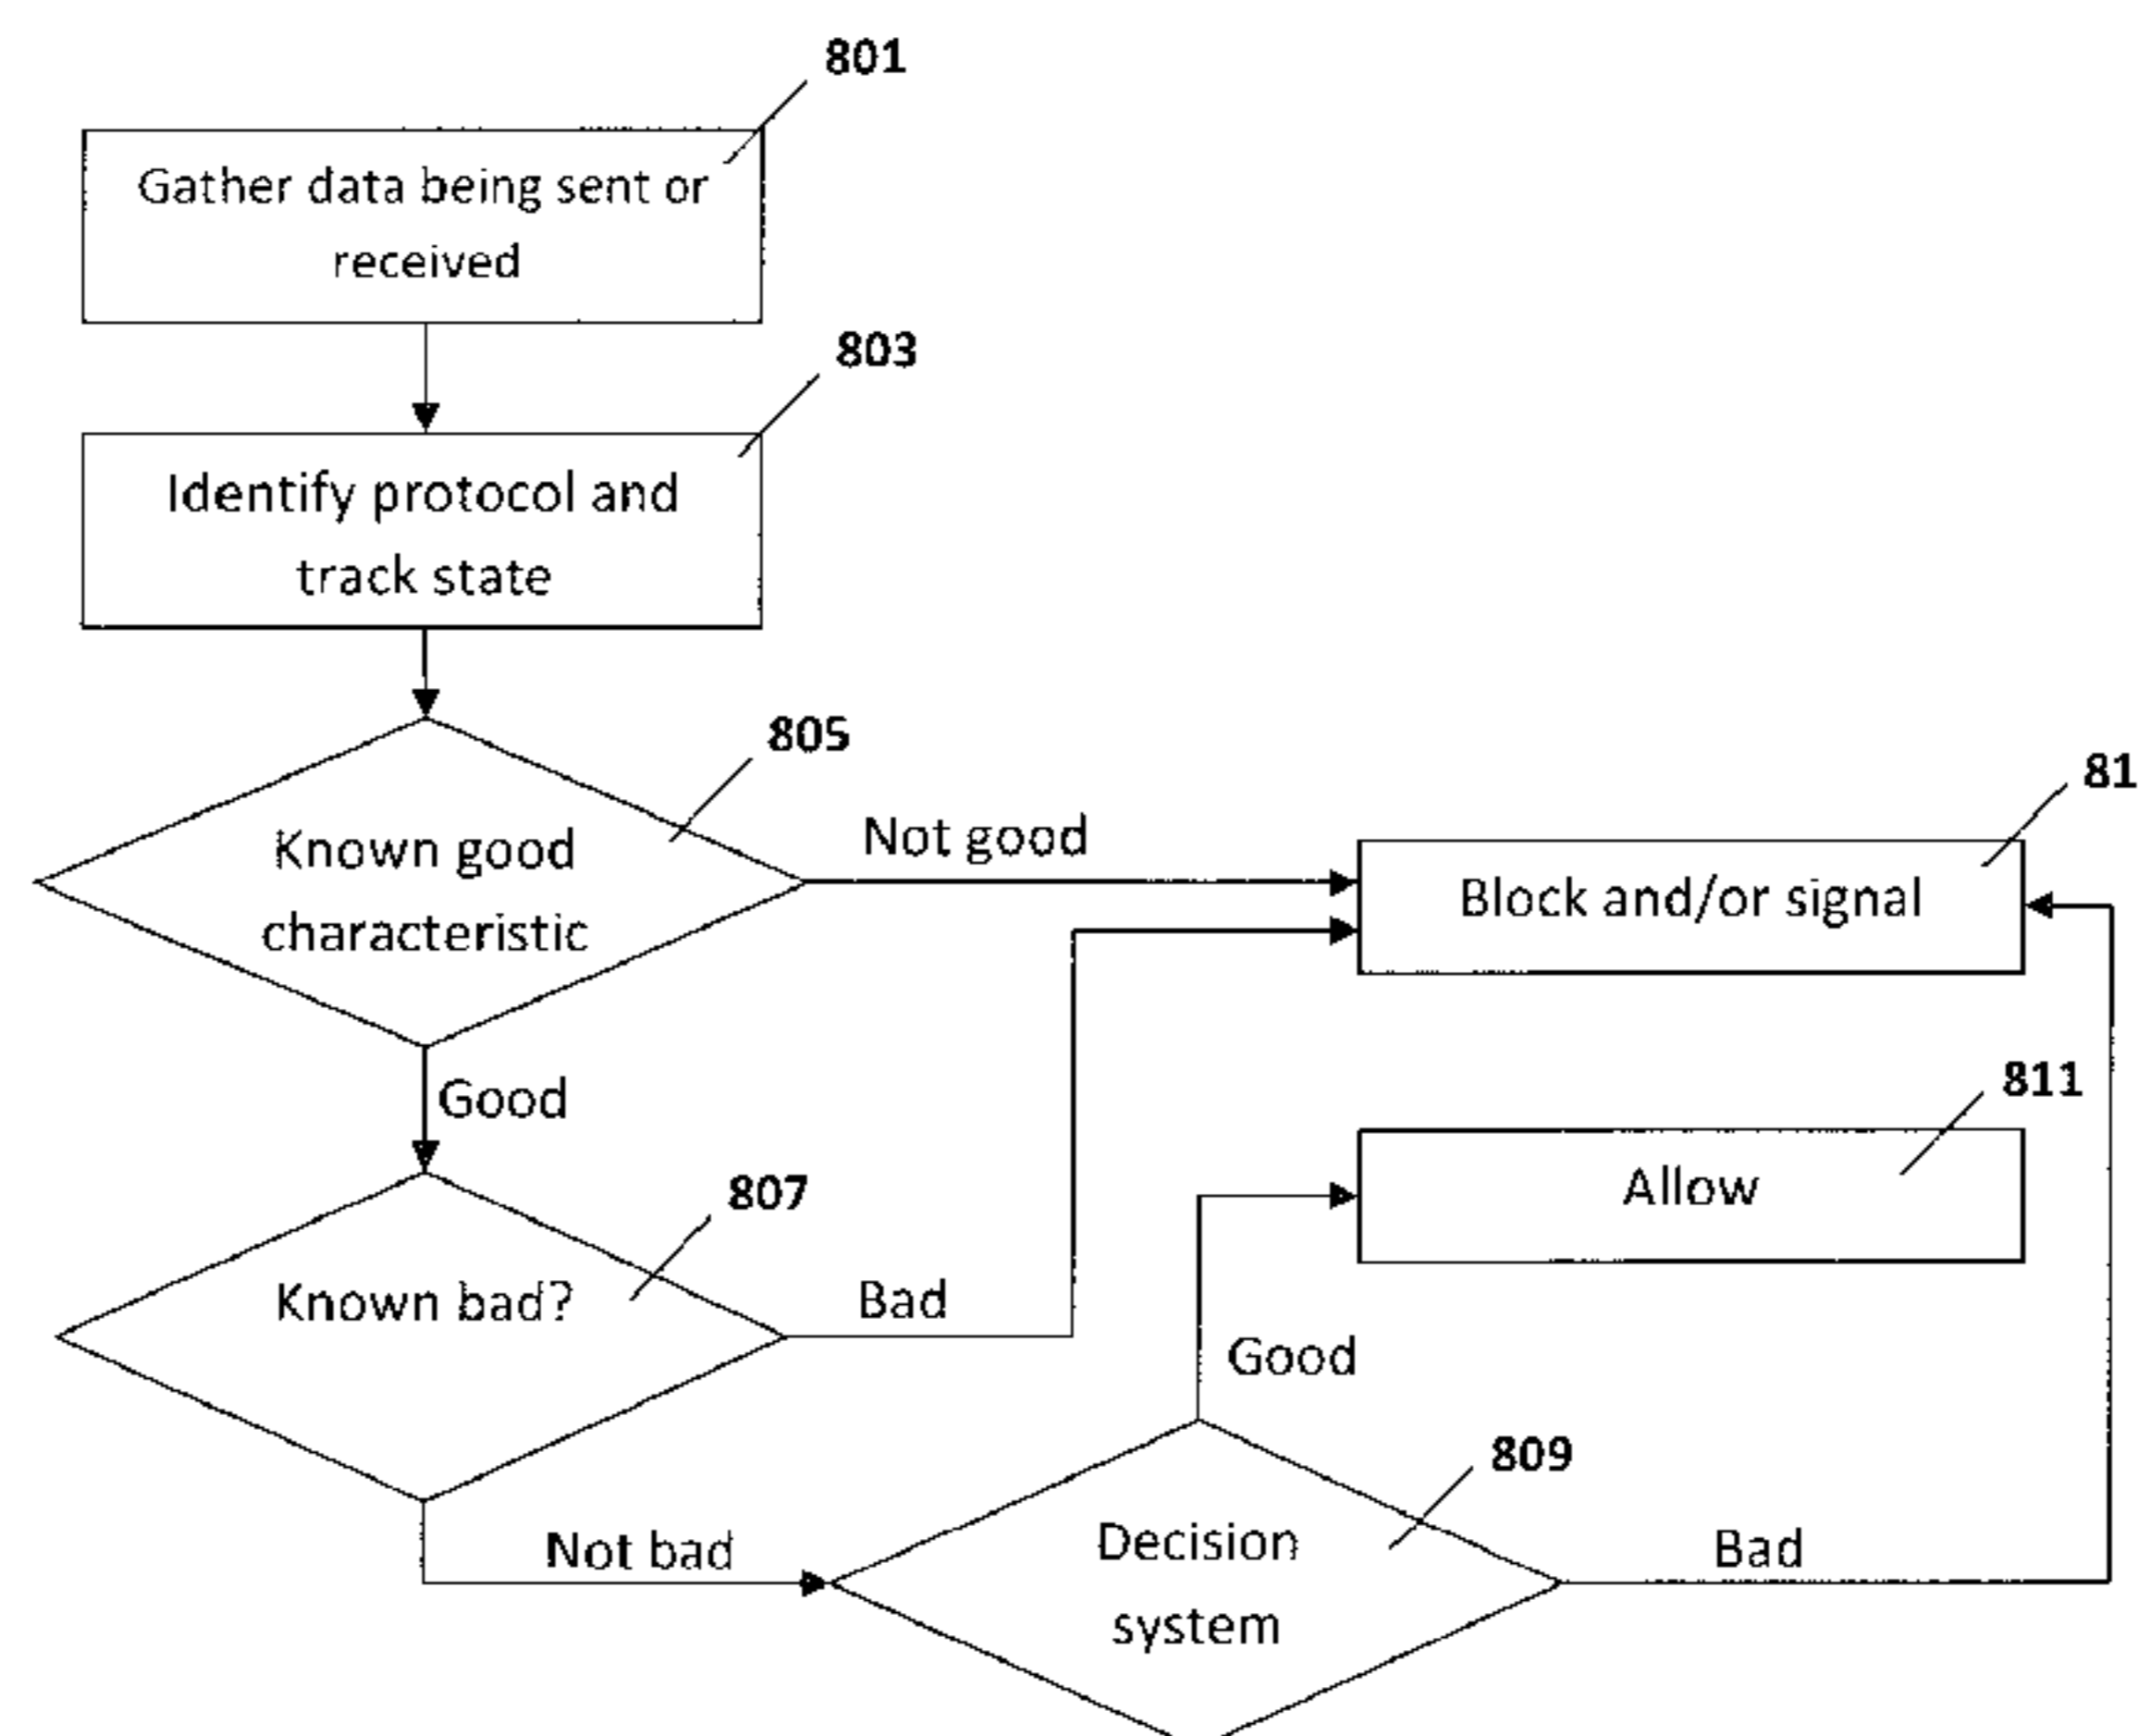 801
Gather data being sent or
received
803
Identify protocol and
track state
805
Known good
characteristic
Not good
81
Block and/or signal
Good
811
Allow
807
Known bad?
Bad
Good
809
Not bad
Decision
system
Bad